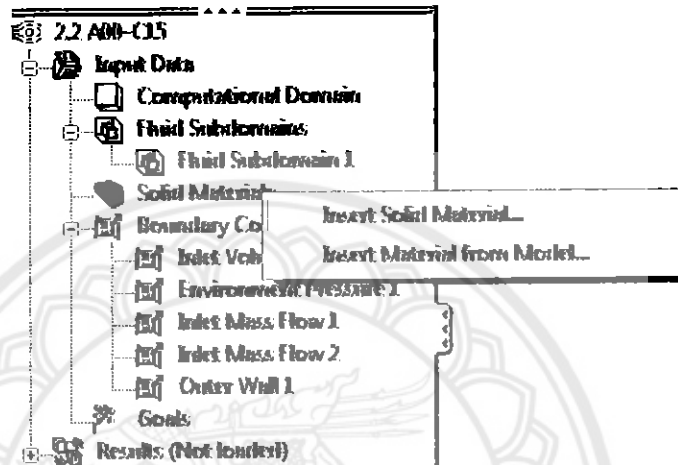 2.2 A00-C15
Input Data
Computational Domain
Fluid Subdomains
Fluid Subdomain 1
Solid Materials
Insert Solid Material...
Boundary Co
Insert Material from Model...
Inlet Vol
Environment Pressure 1
Inlet Mass Flow 1
Inlet Mass Flow 2
Outer Wall 1
Goals
Results (Not loaded)